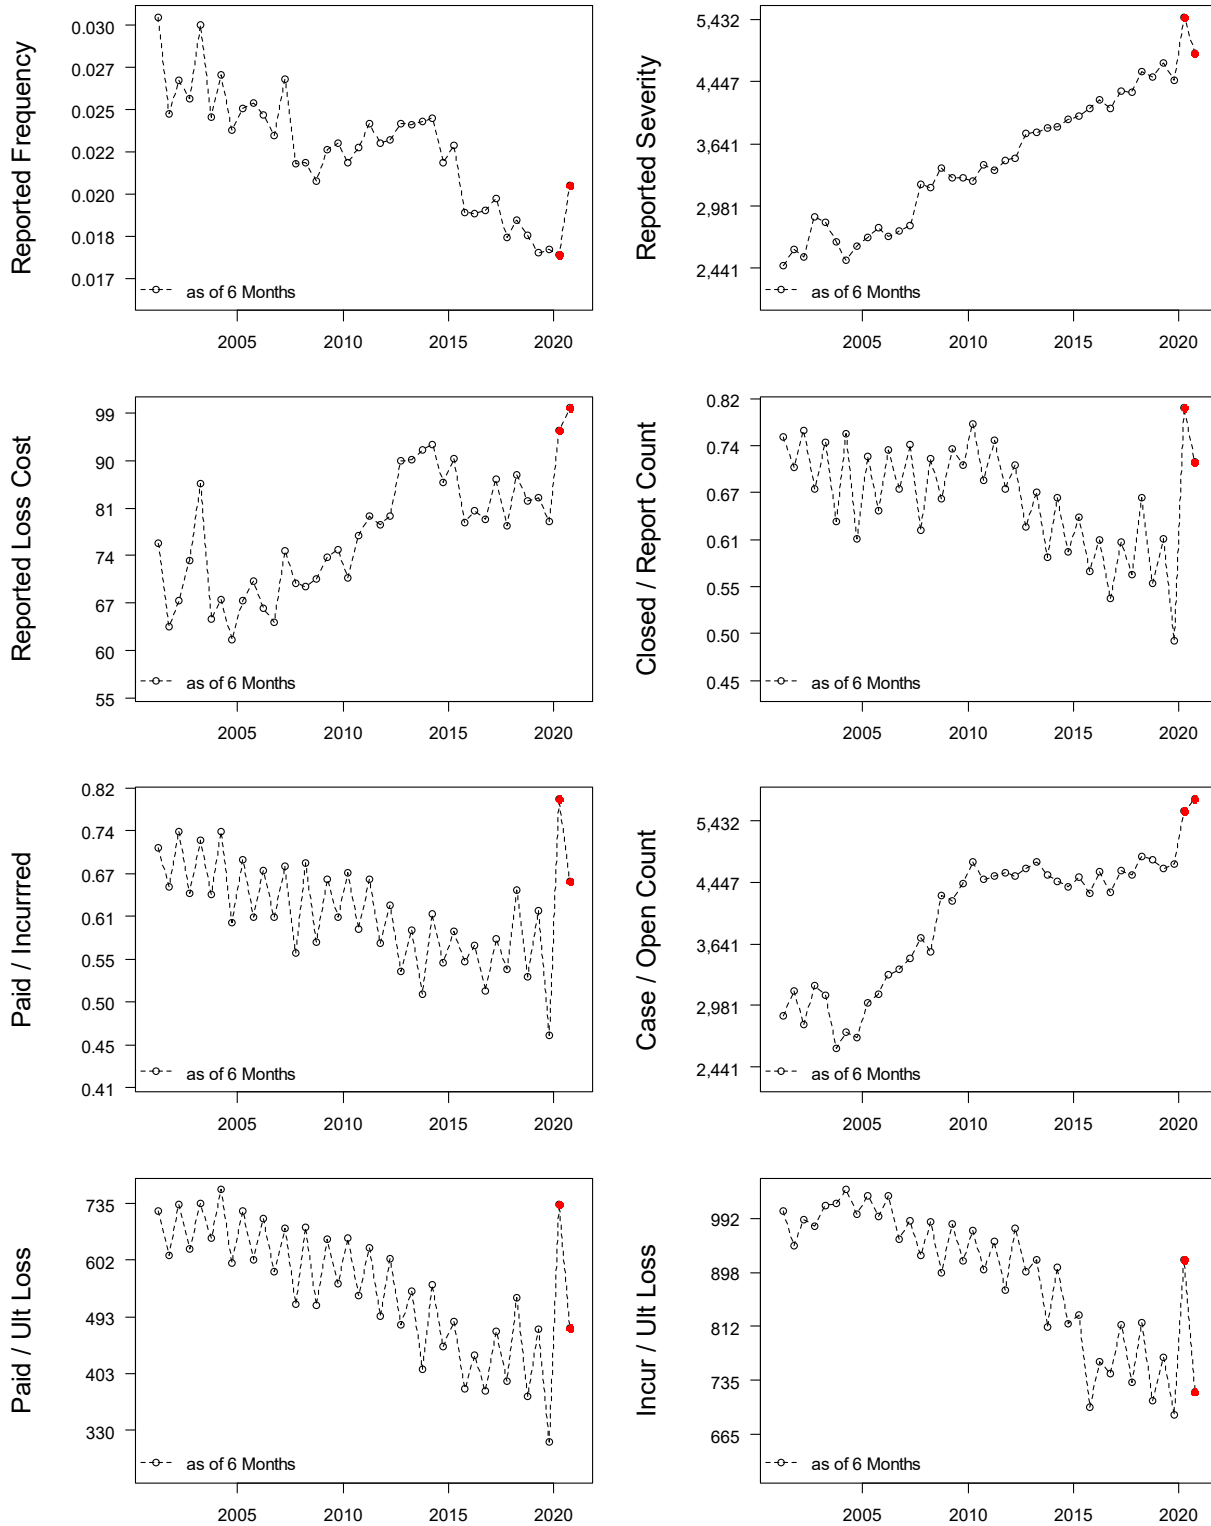 Reported Frequency
0.030
0.027
0.025
0.022
0.020
0.018
0.017
as of 6 Months
2005 2010 2015 2020
Reported Severity
5,432
4,447
3,641
2,981
2,441
as of 6 Months
2005 2010 2015 2020
Reported Loss Cost
99
90
81
74
67
60
55
as of 6 Months
2005 2010 2015 2020
Closed / Report Count
0.82
0.74
0.67
0.61
0.55
0.50
0.45
as of 6 Months
2005 2010 2015 2020
Paid / Incurrred
0.82
0.74
0.67
0.61
0.55
0.50
0.45
0.41
as of 6 Months
2005 2010 2015 2020
Case / Open Count
5,432
4,447
3,641
2,981
2,441
as of 6 Months
2005 2010 2015 2020
Paid / Ult Loss
735
602
493
403
330
as of 6 Months
2005 2010 2015 2020
Incur / Ult Loss
992
898
812
735
665
as of 6 Months
2005 2010 2015 2020